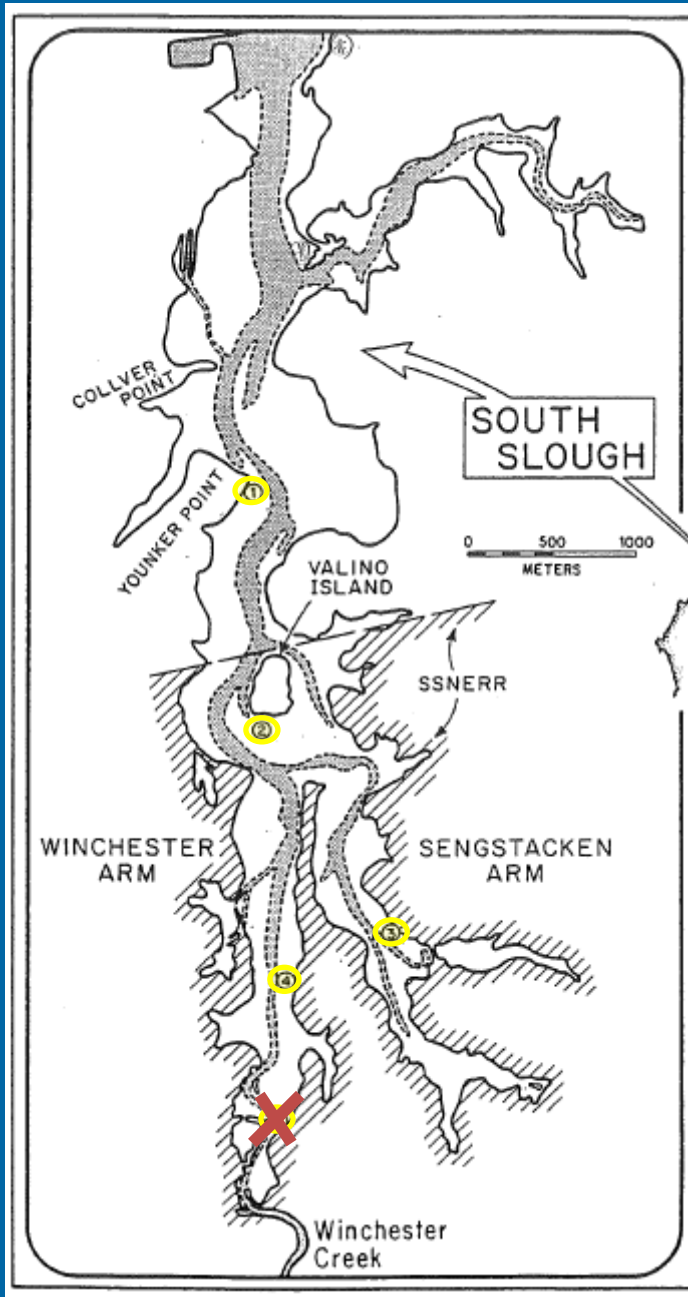 COLLVER
POINT
SOUTH
SLOUGH
①
YOUNKER POINT
0 500 1000
METERS
VALINO
ISLAND
SSNERR
②
WINCHESTER
ARM
SENGSTACKEN
ARM
③
④
Winchester
Creek